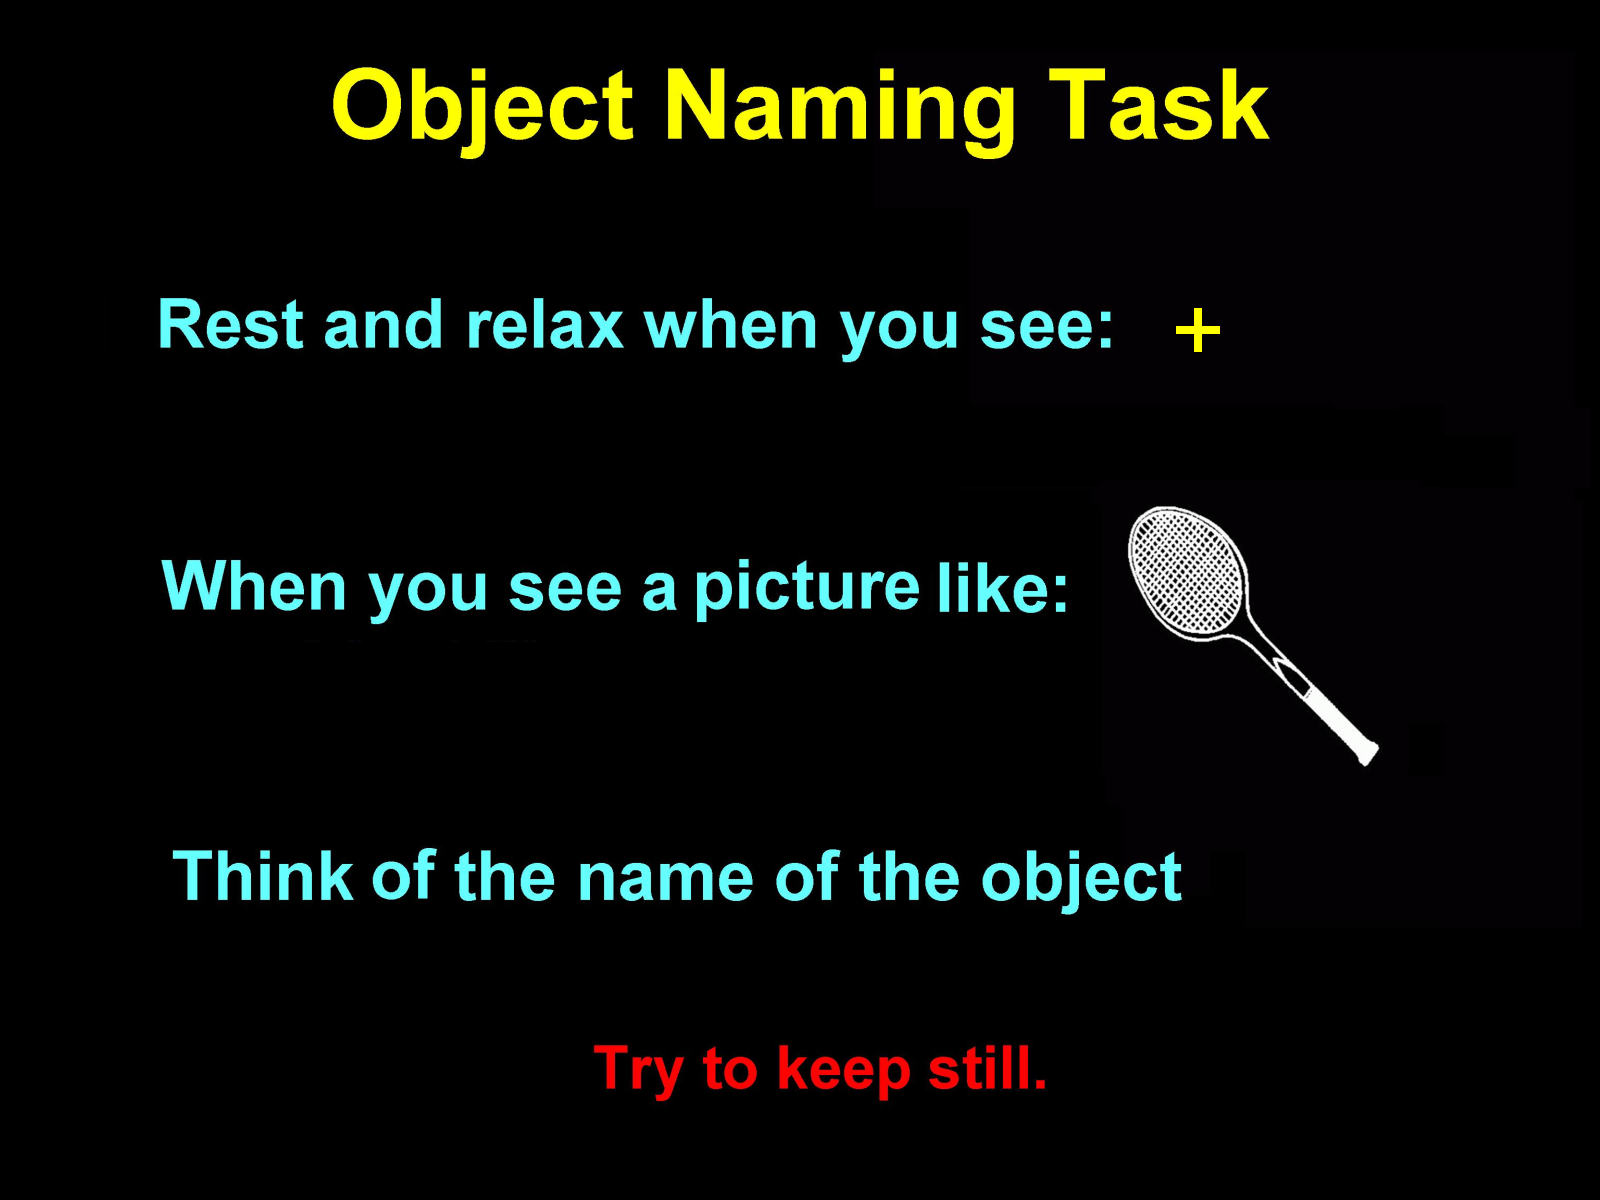 Object Naming Task
Rest and relax when you see: +
When you see a picture like:
Think of the name of the object
Try to keep still.